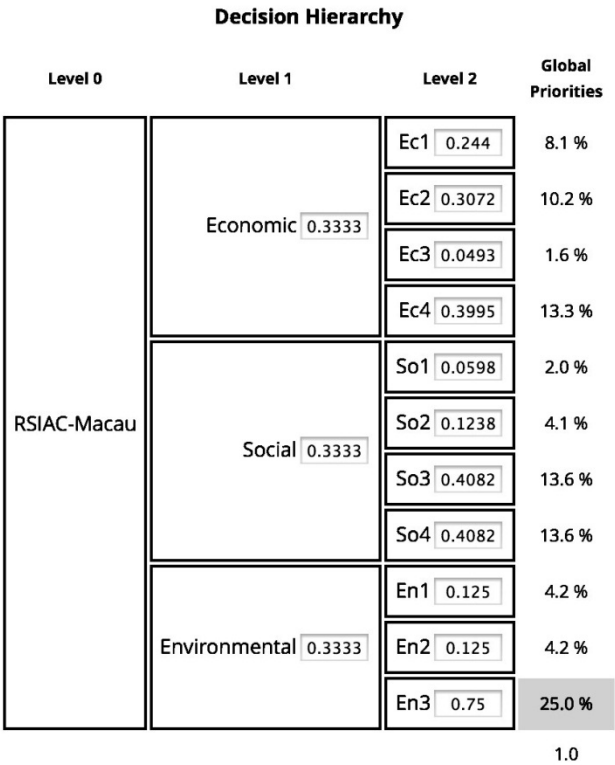 Decision Hierarchy
Level 0 Level 1 Level 2 Global Priorities
Ec1 0.244 8.1 %
Ec2 0.3072 10.2 %
Economic 0.3333
Ec3 0.0493 1.6 %
Ec4 0.3995 13.3 %
So1 0.0598 2.0 %
RSIAC-Macau
So2 0.1238 4.1 %
Social 0.3333
So3 0.4082 13.6 %
So4 0.4082 13.6 %
En1 0.125 4.2 %
Environmental 0.3333 En2 0.125 4.2 %
En3 0.75 25.0 %
1.0